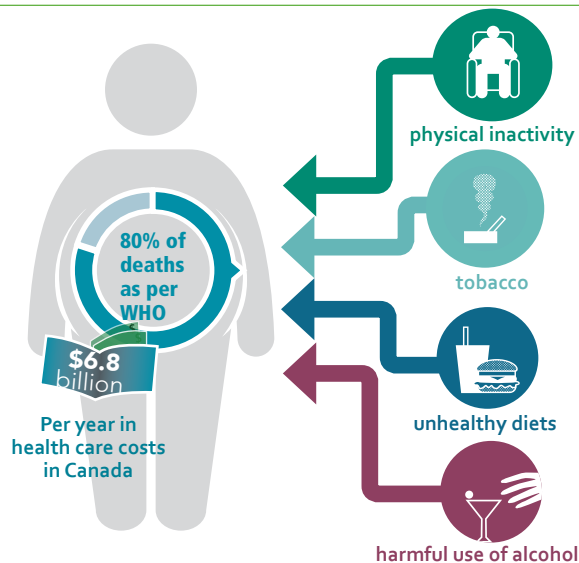 physical inactivity
tobacco
unhealthy diets
harmful use of alcohol
80% of
deaths
as per
WHO
$6.8
billion
Per year in
health care costs
in Canada